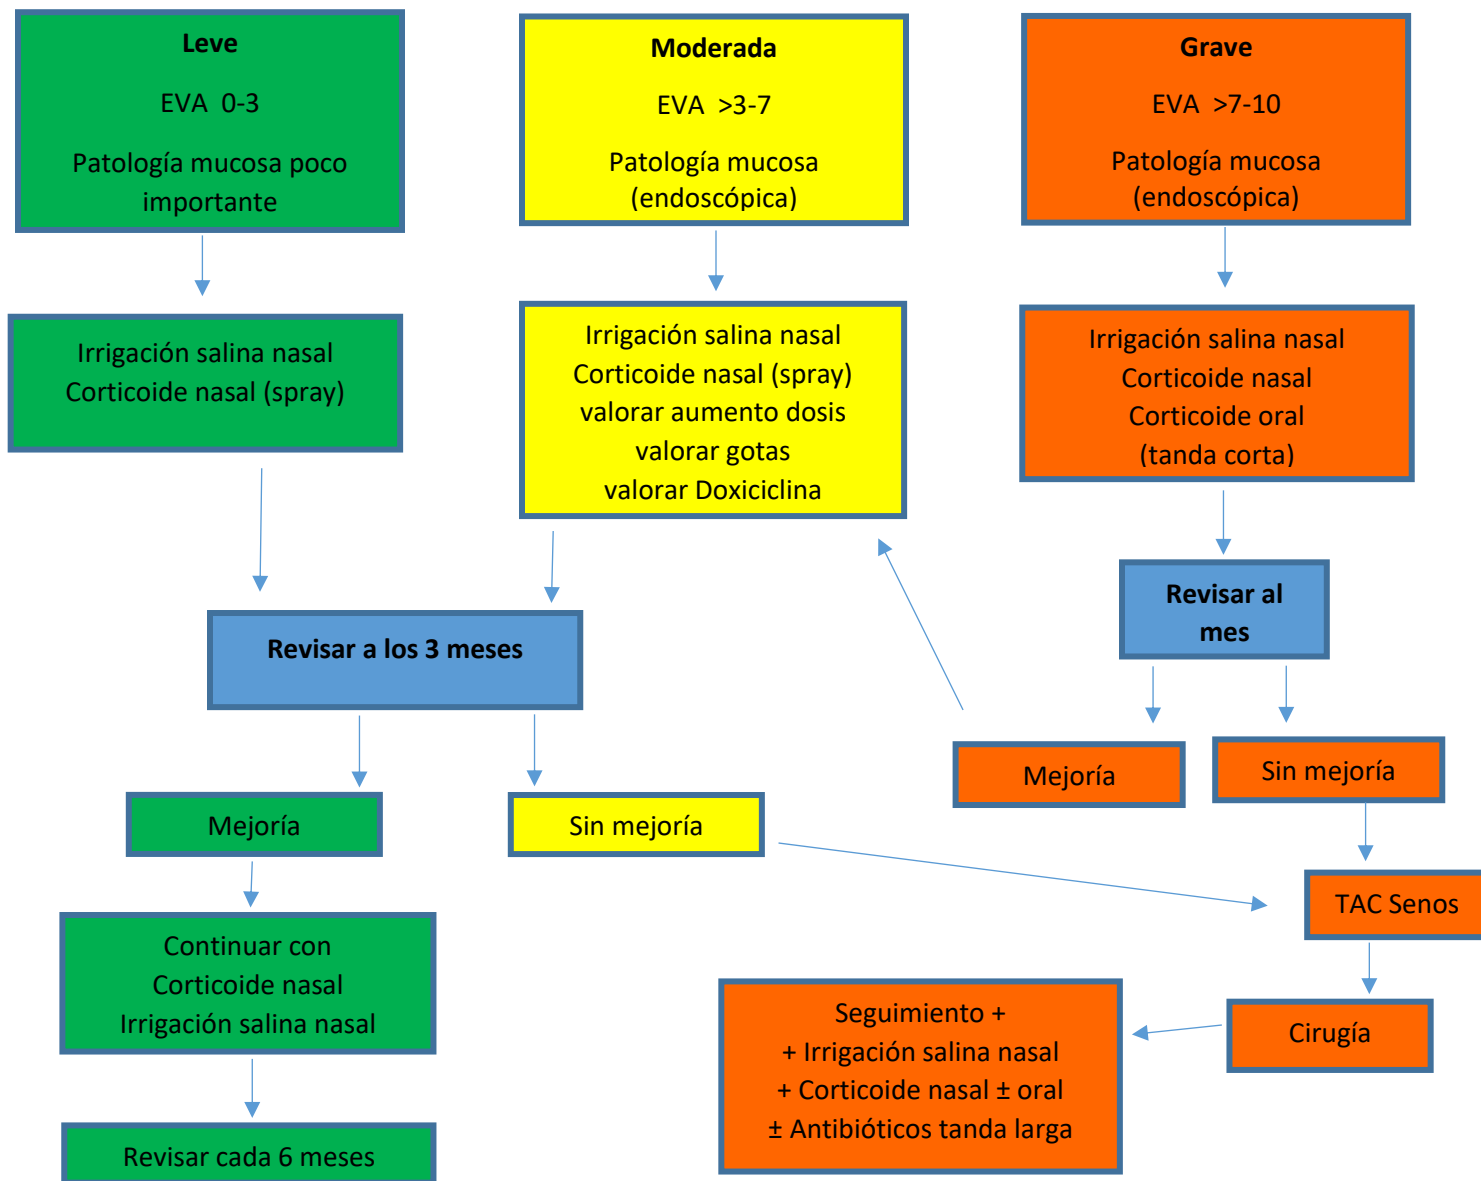 Leve
EVA 0-3
Patología mucosa poco
importante
Moderada
EVA >3-7
Patología mucosa
(endoscópica)
Grave
EVA >7-10
Patología mucosa
(endoscópica)
Irrigación salina nasal
Corticoide nasal (spray)
Irrigación salina nasal
Corticoide nasal (spray)
valorar aumento dosis
valorar gotas
valorar Doxiciclina
Irrigación salina nasal
Corticoide nasal
Corticoide oral
(tanda corta)
Revisar a los 3 meses
Revisar al
mes
Mejoría
Sin mejoría
Mejoría
Sin mejoría
TAC Senos
Continuar con
Corticoide nasal
Irrigación salina nasal
Seguimiento +
+ Irrigación salina nasal
+ Corticoide nasal ± oral
± Antibióticos tanda larga
Cirugía
Revisar cada 6 meses